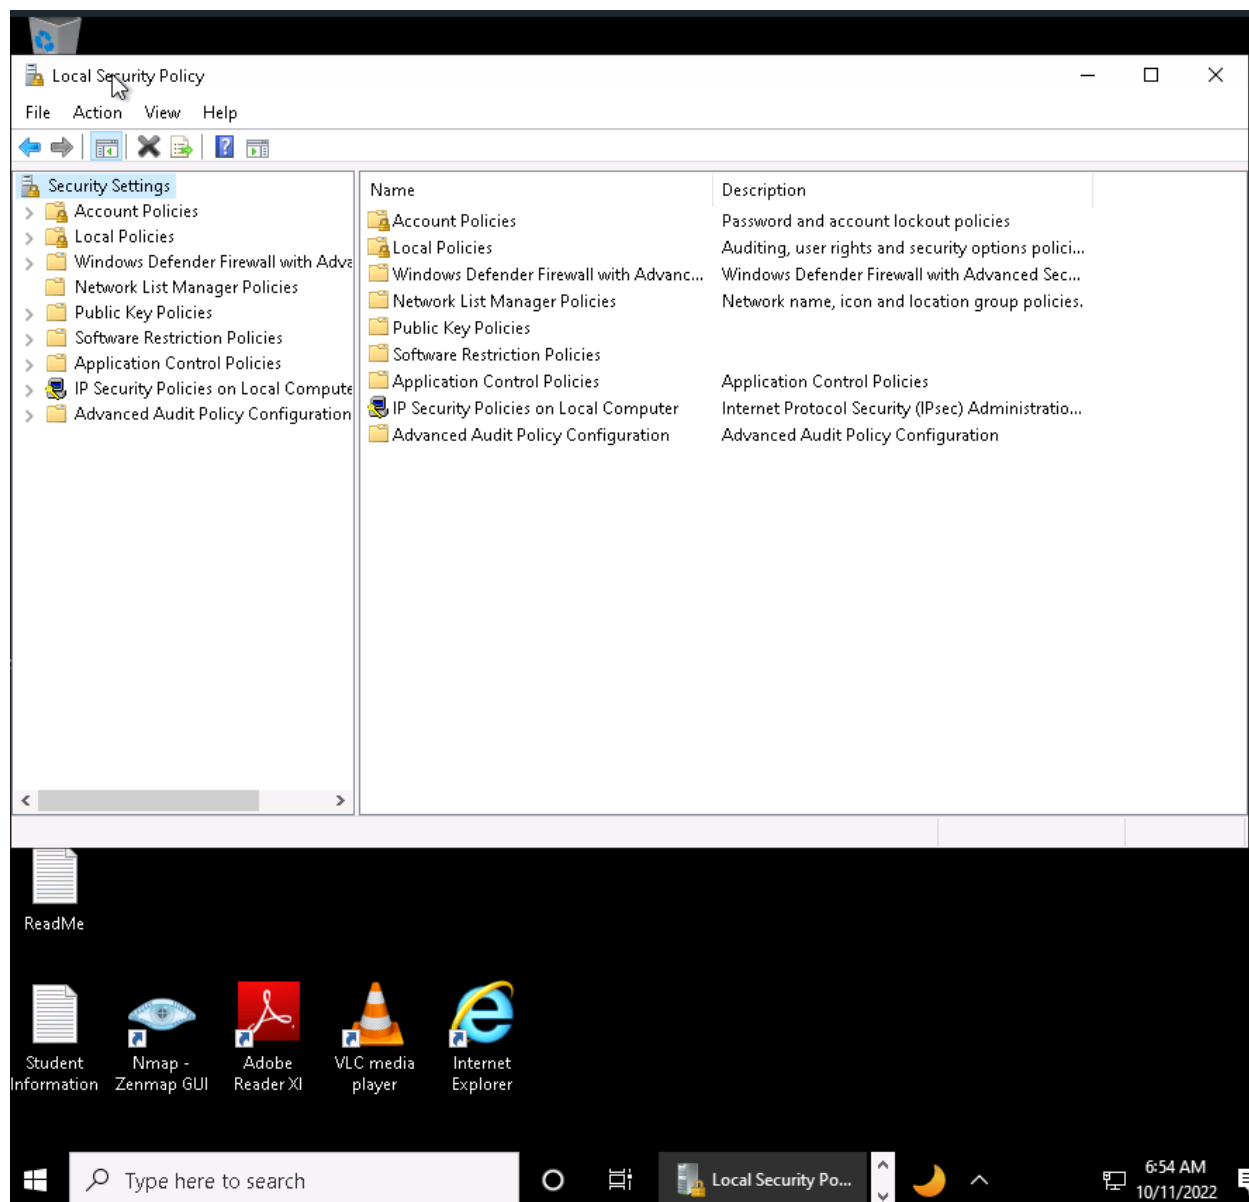 Local Security Policy
File Action View Help
Security Settings
Account Policies
Local Policies
Windows Defender Firewall with Adva
Network List Manager Policies
Public Key Policies
Software Restriction Policies
Application Control Policies
IP Security Policies on Local Compute
Advanced Audit Policy Configuration
Name Description
Account Policies Password and account lockout policies
Local Policies Auditing, user rights and security options polici...
Windows Defender Firewall with Advanc... Windows Defender Firewall with Advanced Sec...
Network List Manager Policies Network name, icon and location group policies.
Public Key Policies
Software Restriction Policies
Application Control Policies Application Control Policies
IP Security Policies on Local Computer Internet Protocol Security (IPsec) Administratio...
Advanced Audit Policy Configuration Advanced Audit Policy Configuration
ReadMe
Student Information
Nmap - Zenmap GUI
Adobe Reader XI
VLC media player
Internet Explorer
Type here to search
Local Security Po...
6:54 AM
10/11/2022